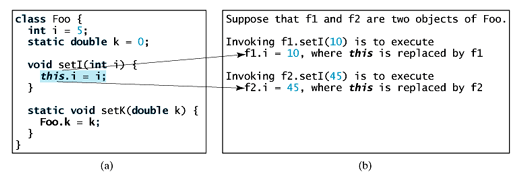 class Foo {
  int i = 5;
  static double k = 0;

  void setI(int i) {
    this.i = i;
  }

  static void setK(double k) {
    Foo.k = k;
  }
}
(a)
Suppose that f1 and f2 are two objects of Foo.

Invoking f1.setI(10) is to execute
  f1.i = 10, where this is replaced by f1

Invoking f2.setI(45) is to execute
  f2.i = 45, where this is replaced by f2
(b)